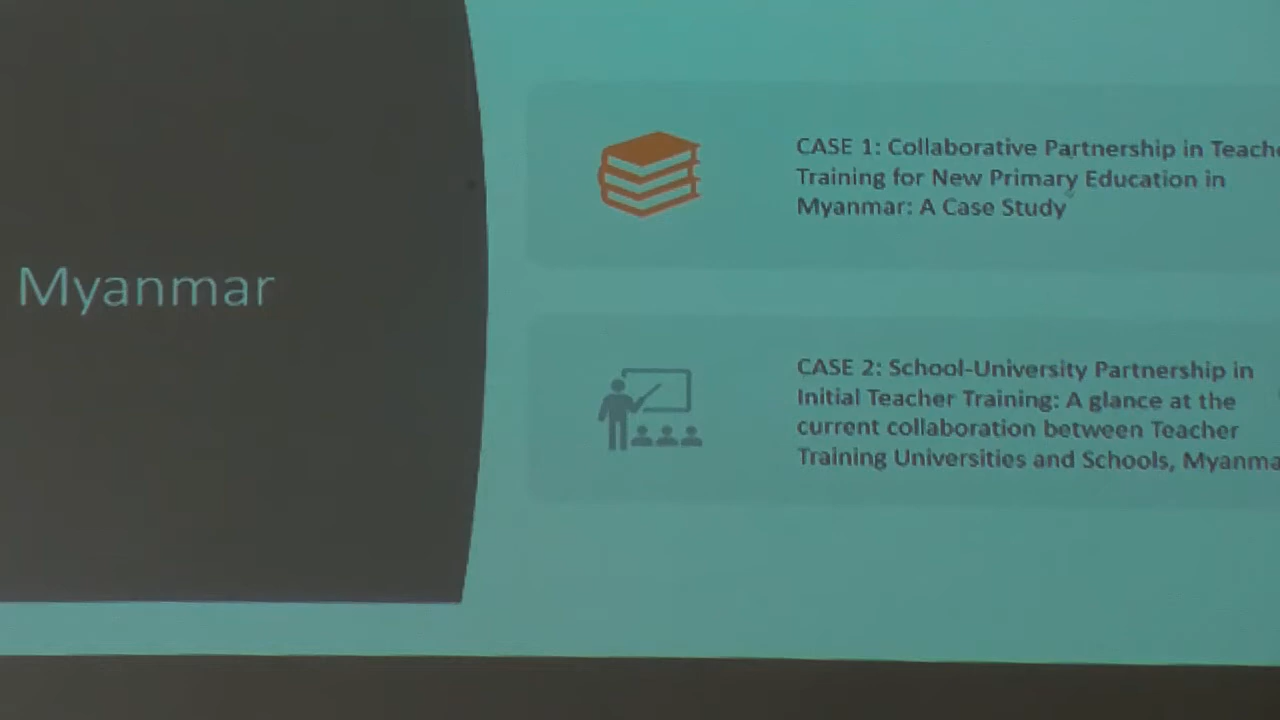 Myanmar
CASE 1: Collaborative Partnership in Teache
Training for New Primary Education in
Myanmar: A Case Study
CASE 2: School-University Partnership in
Initial Teacher Training: A glance at the
current collaboration between Teacher
Training Universities and Schools, Myanma